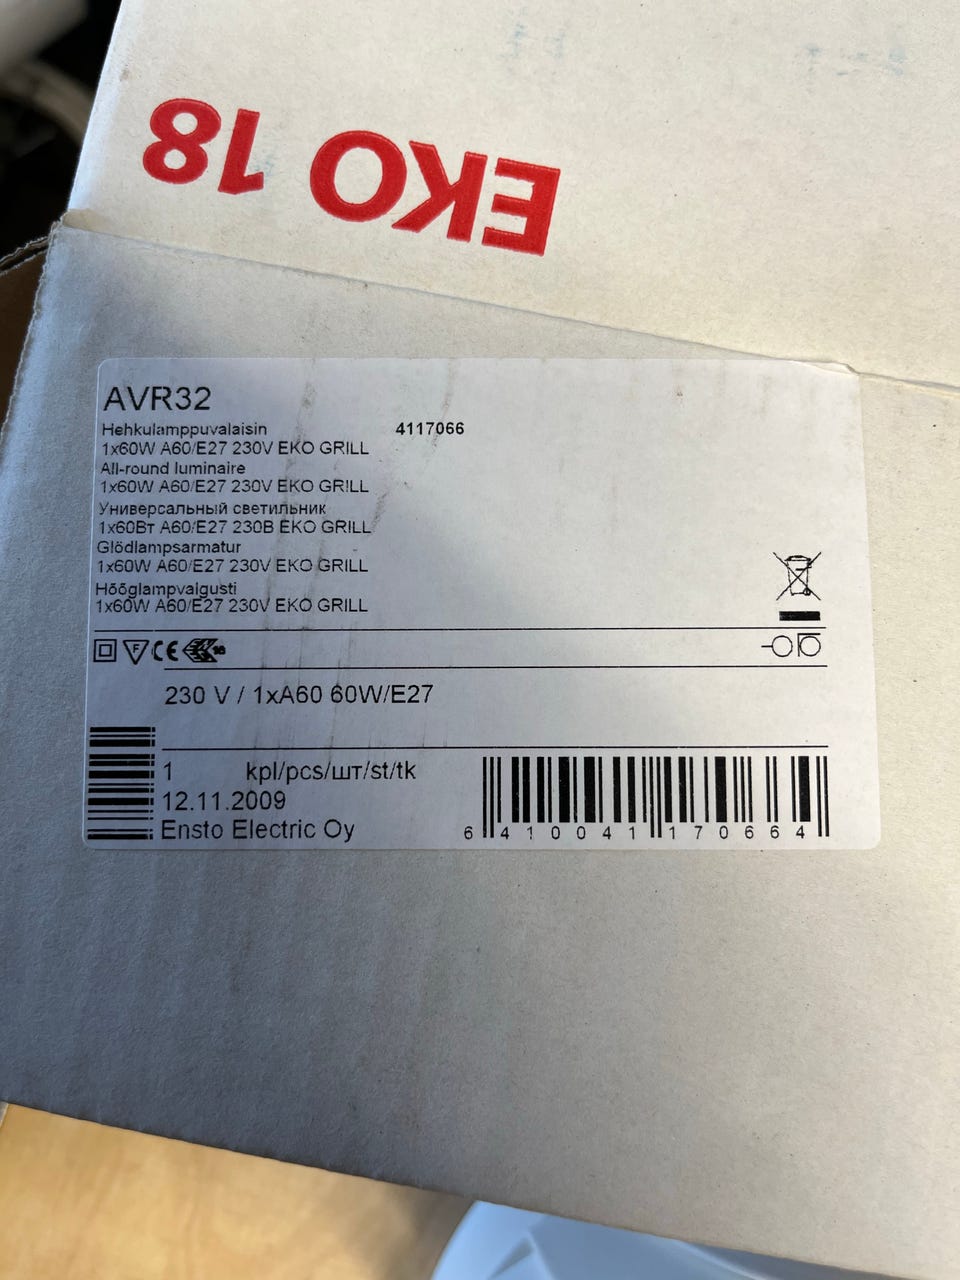 EKO 18
AVR32
Hehkulamppuvalaisin 4117066
1x60W A60/E27 230V EKO GRILL
All-round luminaire
1x60W A60/E27 230V EKO GRILL
Универсальный светильник
1x60Вт A60/E27 230В EKO GRILL
Glödlampsarmatur
1x60W A60/E27 230V EKO GRILL
Hõõglampvalgusti
1x60W A60/E27 230V EKO GRILL
F CE 18
230 V / 1xA60 60W/E27
1 kpl/pcs/шт/st/tk
12.11.2009
Ensto Electric Oy
6 410041 170664